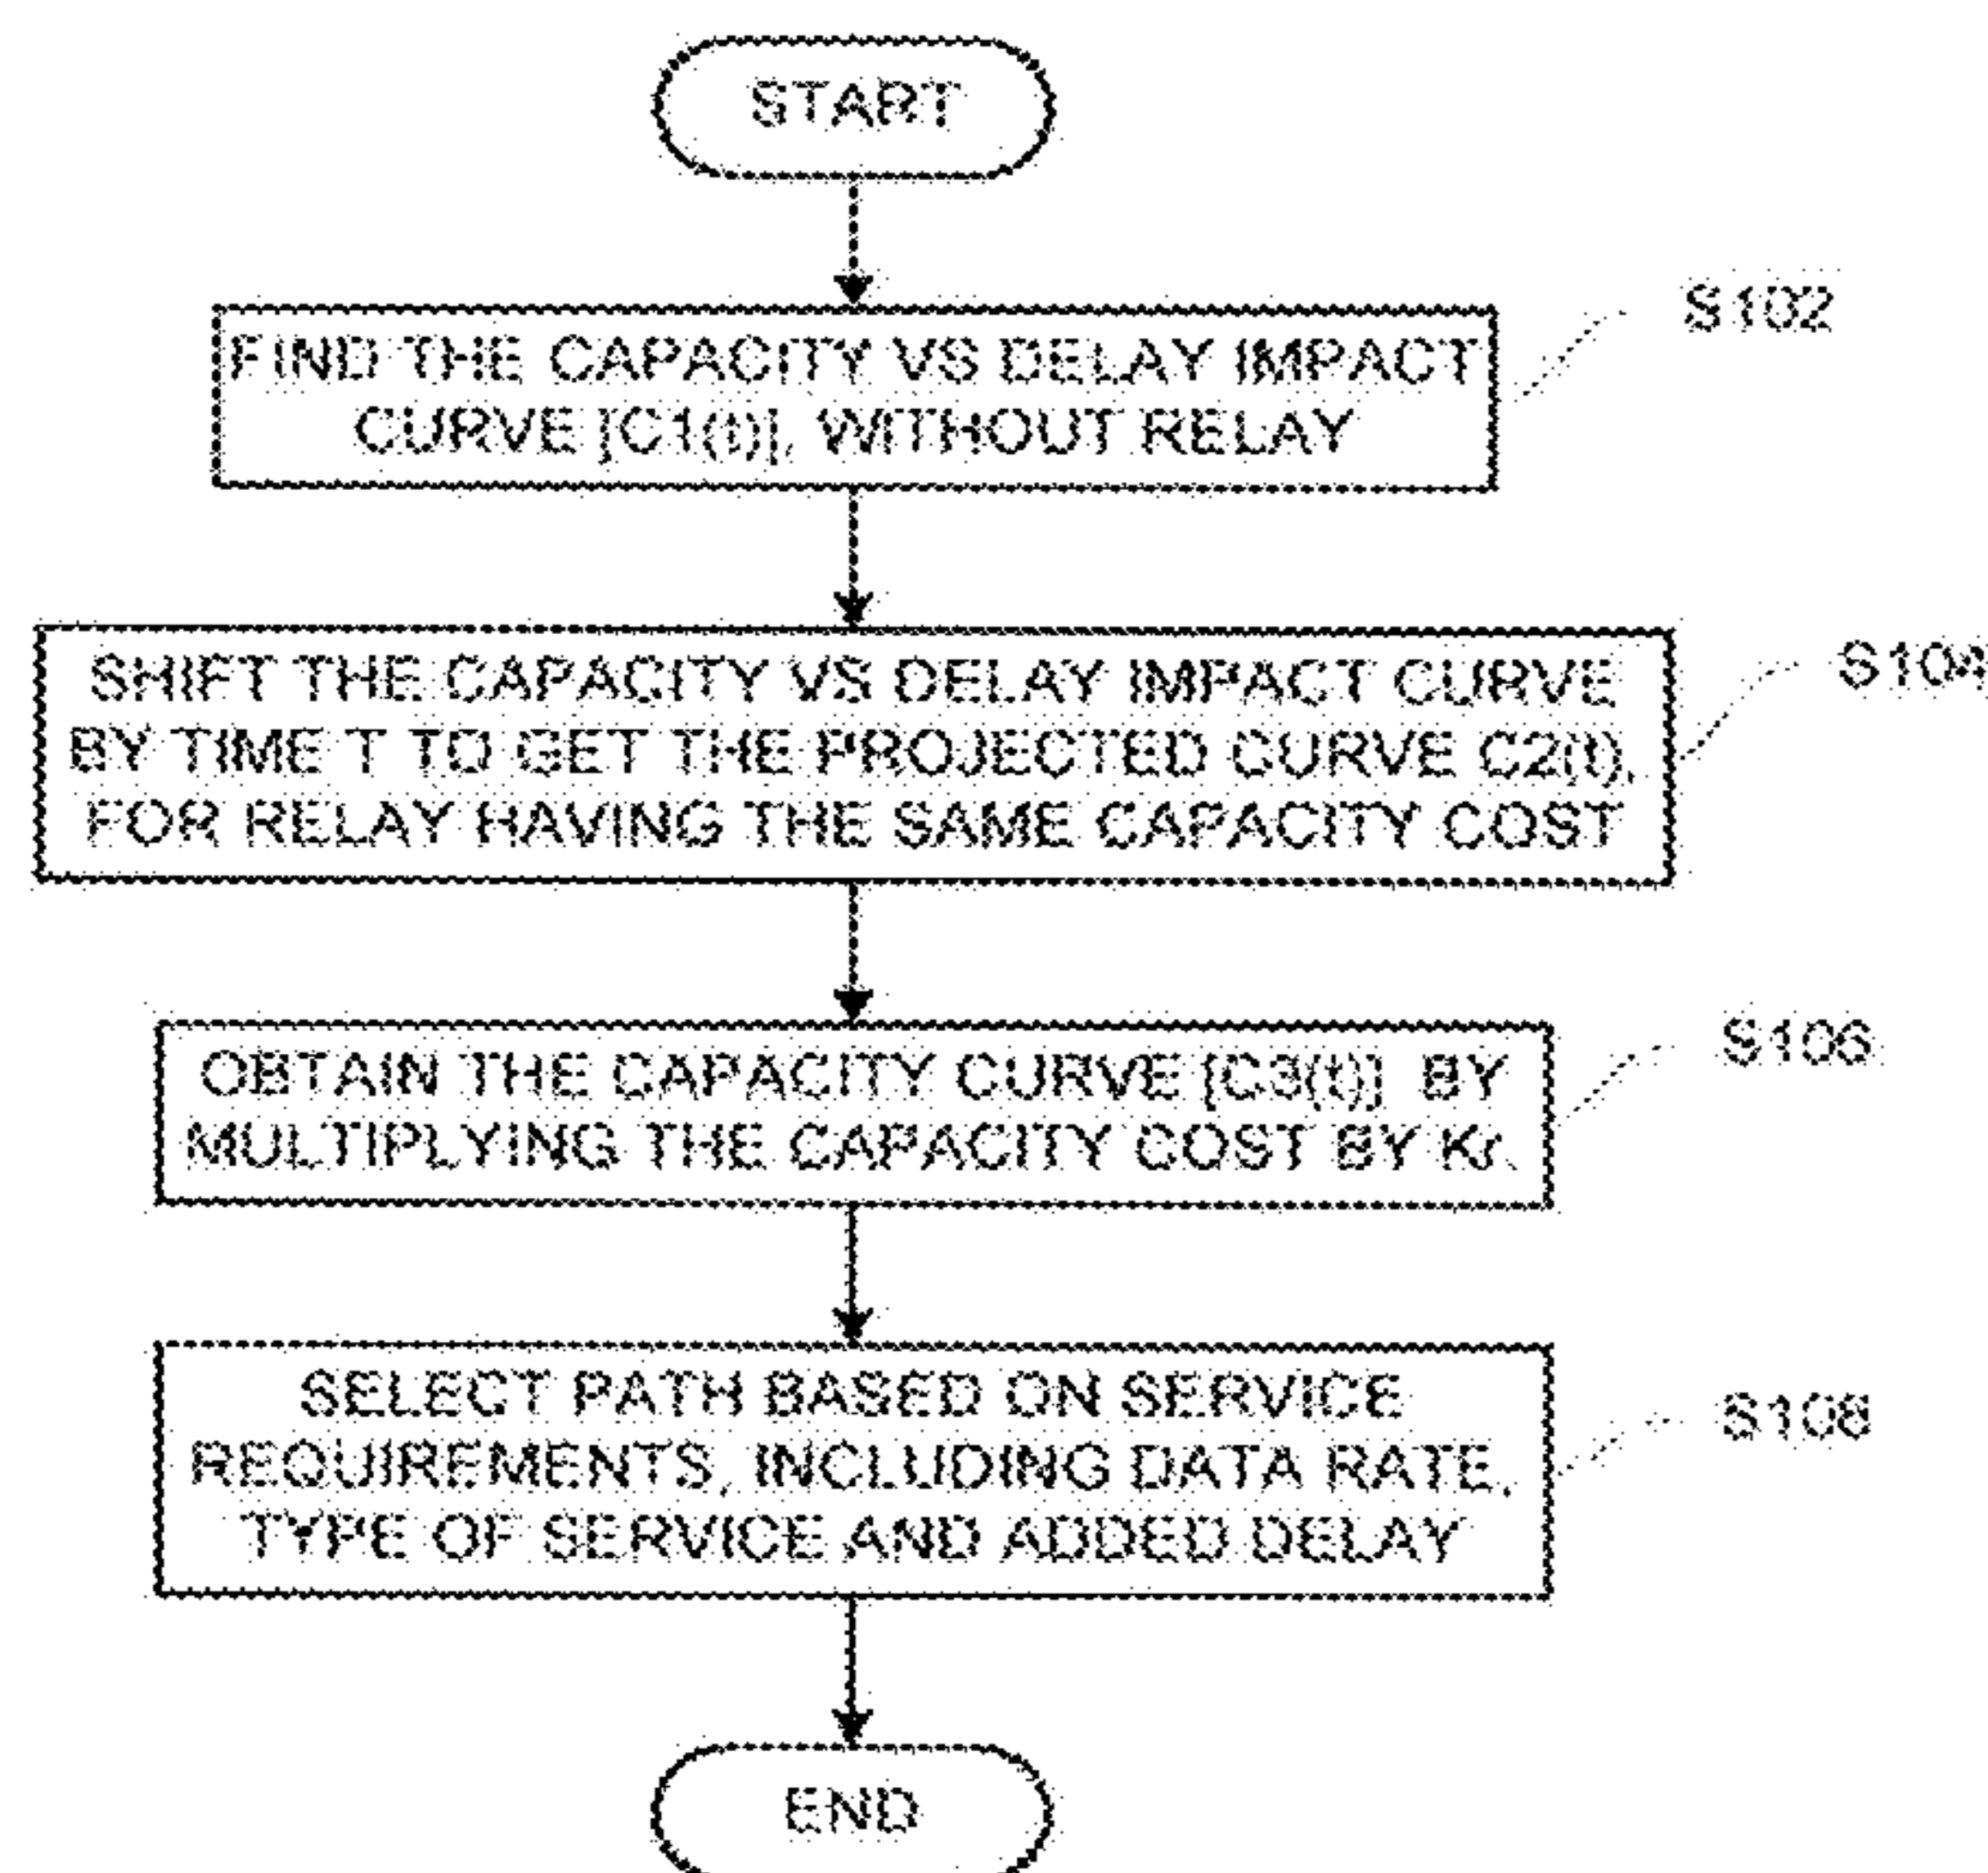 START
FIND THE CAPACITY VS DELAY IMPACT
CURVE [C1(t)], WITHOUT RELAY
S102
SHIFT THE CAPACITY VS DELAY IMPACT CURVE
BY TIME T TO GET THE PROJECTED CURVE C2(t),
FOR RELAY HAVING THE SAME CAPACITY COST
S104
OBTAIN THE CAPACITY CURVE [C3(t)] BY
MULTIPLYING THE CAPACITY COST BY Kr.
S106
SELECT PATH BASED ON SERVICE
REQUIREMENTS, INCLUDING DATA RATE,
TYPE OF SERVICE AND ADDED DELAY
S108
END